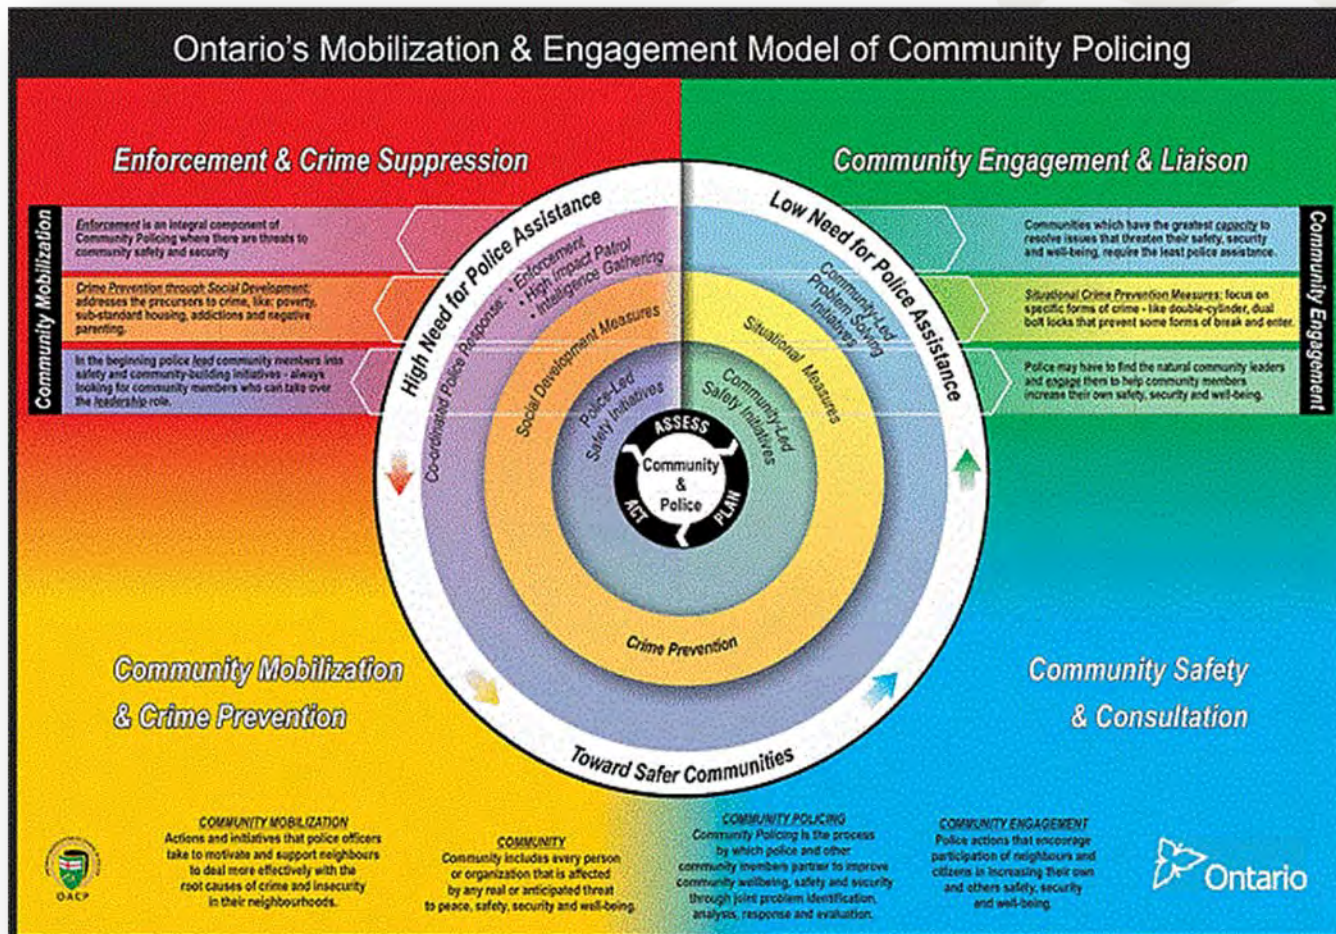 Ontario's Mobilization & Engagement Model of Community Policing
Enforcement & Crime Suppression
Community Engagement & Liaison
Community Mobilization
Enforcement is an integral component of
Community Policing where there are threats to
community safety and security
Crime Prevention through Social Development:
addresses the precursors to crime, like: poverty,
sub-standard housing, addictions and negative
parenting.
In the beginning police lead community members into
safety and community-building initiatives - always
looking for community members who can take over
the leadership role.
High Need for Police Assistance
Co-ordinated Police Response:
• Enforcement
• High Impact Patrol
• Intelligence Gathering
Social Development Measures
Police-Led
Safety Initiatives
Low Need for Police Assistance
Community-Led
Problem Solving
Initiatives
Situational Measures
Community-Led
Safety Initiatives
ASSESS
PLAN
ACT
Community
&
Police
Crime Prevention
Toward Safer Communities
Communities which have the greatest capacity to
resolve issues that threaten their safety, security
and well-being, require the least police assistance.
Situational Crime Prevention Measures: focus on
specific forms of crime - like double-cylinder, dual
bolt locks that prevent some forms of break and enter.
Police may have to find the natural community leaders
and engage them to help community members
increase their own safety, security and well-being.
Community Engagement
Community Mobilization
& Crime Prevention
Community Safety
& Consultation
OACP
COMMUNITY MOBILIZATION
Actions and initiatives that police officers
take to motivate and support neighbours
to deal more effectively with the
root causes of crime and insecurity
in their neighbourhoods.
COMMUNITY
Community includes every person
or organization that is affected
by any real or anticipated threat
to peace, safety, security and well-being.
COMMUNITY POLICING
Community Policing is the process
by which police and other
community members partner to improve
community wellbeing, safety and security
through joint problem identification,
analysis, response and evaluation.
COMMUNITY ENGAGEMENT
Police actions that encourage
participation of neighbours and
citizens in increasing their own
and others safety, security
and well-being.
Ontario